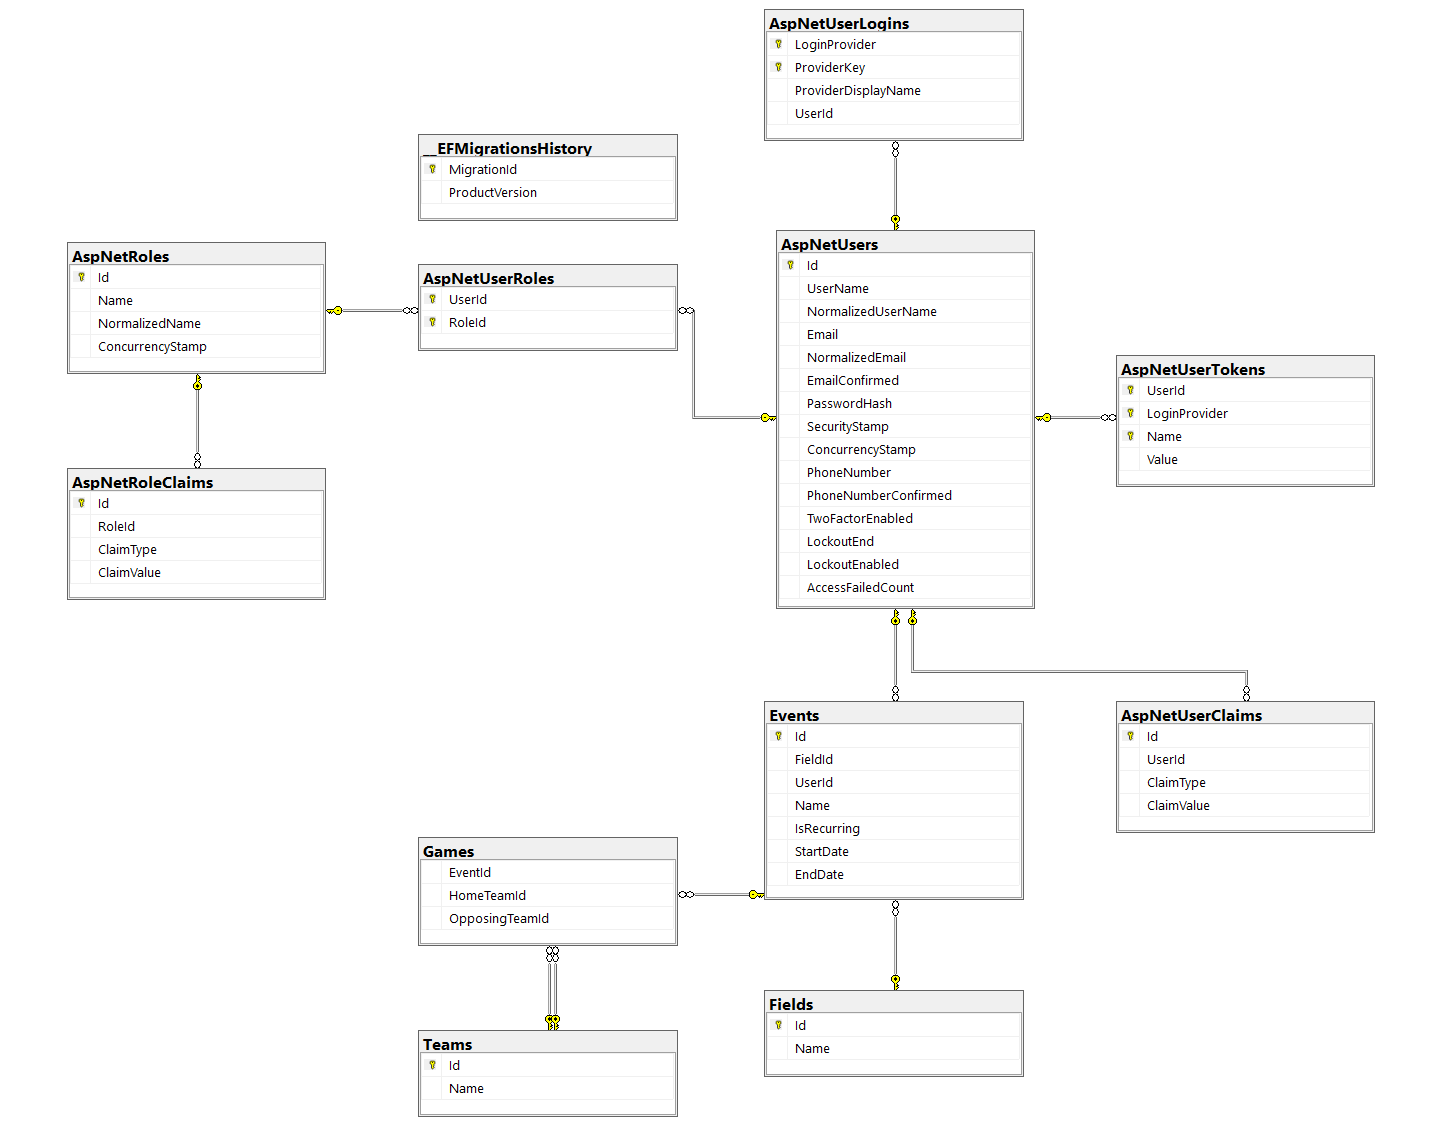 AspNetUserLogins
LoginProvider
ProviderKey
ProviderDisplayName
UserId
__EFMigrationsHistory
MigrationId
ProductVersion
AspNetRoles
Id
Name
NormalizedName
ConcurrencyStamp
AspNetUserRoles
UserId
RoleId
AspNetUsers
Id
UserName
NormalizedUserName
Email
NormalizedEmail
EmailConfirmed
PasswordHash
SecurityStamp
ConcurrencyStamp
PhoneNumber
PhoneNumberConfirmed
TwoFactorEnabled
LockoutEnd
LockoutEnabled
AccessFailedCount
AspNetUserTokens
UserId
LoginProvider
Name
Value
AspNetRoleClaims
Id
RoleId
ClaimType
ClaimValue
Events
Id
FieldId
UserId
Name
IsRecurring
StartDate
EndDate
AspNetUserClaims
Id
UserId
ClaimType
ClaimValue
Games
EventId
HomeTeamId
OpposingTeamId
Teams
Id
Name
Fields
Id
Name